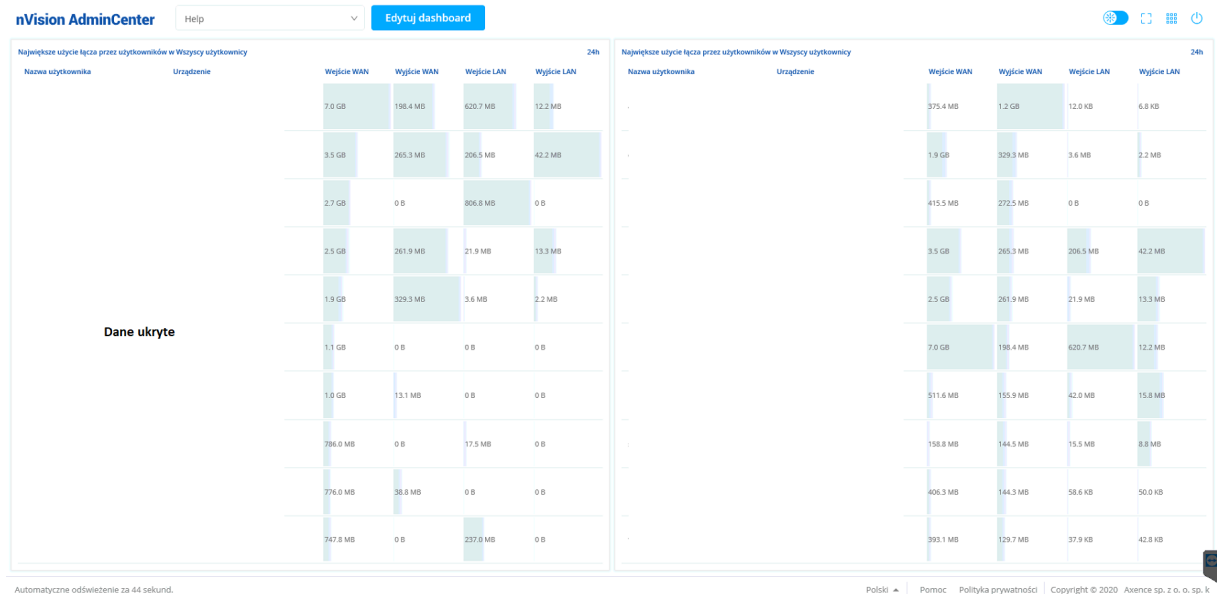 nVision AdminCenter Help Edytuj dashboard
Największe użycie łącza przez użytkowników w Wszyscy użytkownicy 24h
Nazwa użytkownika Urządzenie Wejście WAN Wyjście WAN Wejście LAN Wyjście LAN
7.0 GB 198.4 MB 620.7 MB 12.2 MB
3.5 GB 265.3 MB 206.5 MB 42.2 MB
2.7 GB 0 B 806.8 MB 0 B
2.5 GB 261.9 MB 21.9 MB 13.3 MB
1.9 GB 329.3 MB 3.6 MB 2.2 MB
Dane ukryte
1.1 GB 0 B 0 B 0 B
1.0 GB 13.1 MB 0 B 0 B
786.0 MB 0 B 17.5 MB 0 B
776.0 MB 38.8 MB 0 B 0 B
747.8 MB 0 B 237.0 MB 0 B
Największe użycie łącza przez użytkowników w Wszyscy użytkownicy 24h
Nazwa użytkownika Urządzenie Wejście WAN Wyjście WAN Wejście LAN Wyjście LAN
375.4 MB 1.2 GB 12.0 KB 6.8 KB
1.9 GB 329.3 MB 3.6 MB 2.2 MB
415.5 MB 272.5 MB 0 B 0 B
3.5 GB 265.3 MB 206.5 MB 42.2 MB
2.5 GB 261.9 MB 21.9 MB 13.3 MB
7.0 GB 198.4 MB 620.7 MB 12.2 MB
511.6 MB 155.9 MB 42.0 MB 15.8 MB
158.8 MB 144.5 MB 15.5 MB 8.8 MB
406.3 MB 144.3 MB 58.6 KB 50.0 KB
393.1 MB 129.7 MB 37.9 KB 42.8 KB
Automatyczne odświeżenie za 44 sekund. Polski Pomoc Polityka prywatności Copyright © 2020 Axence sp. z o. o. sp. k